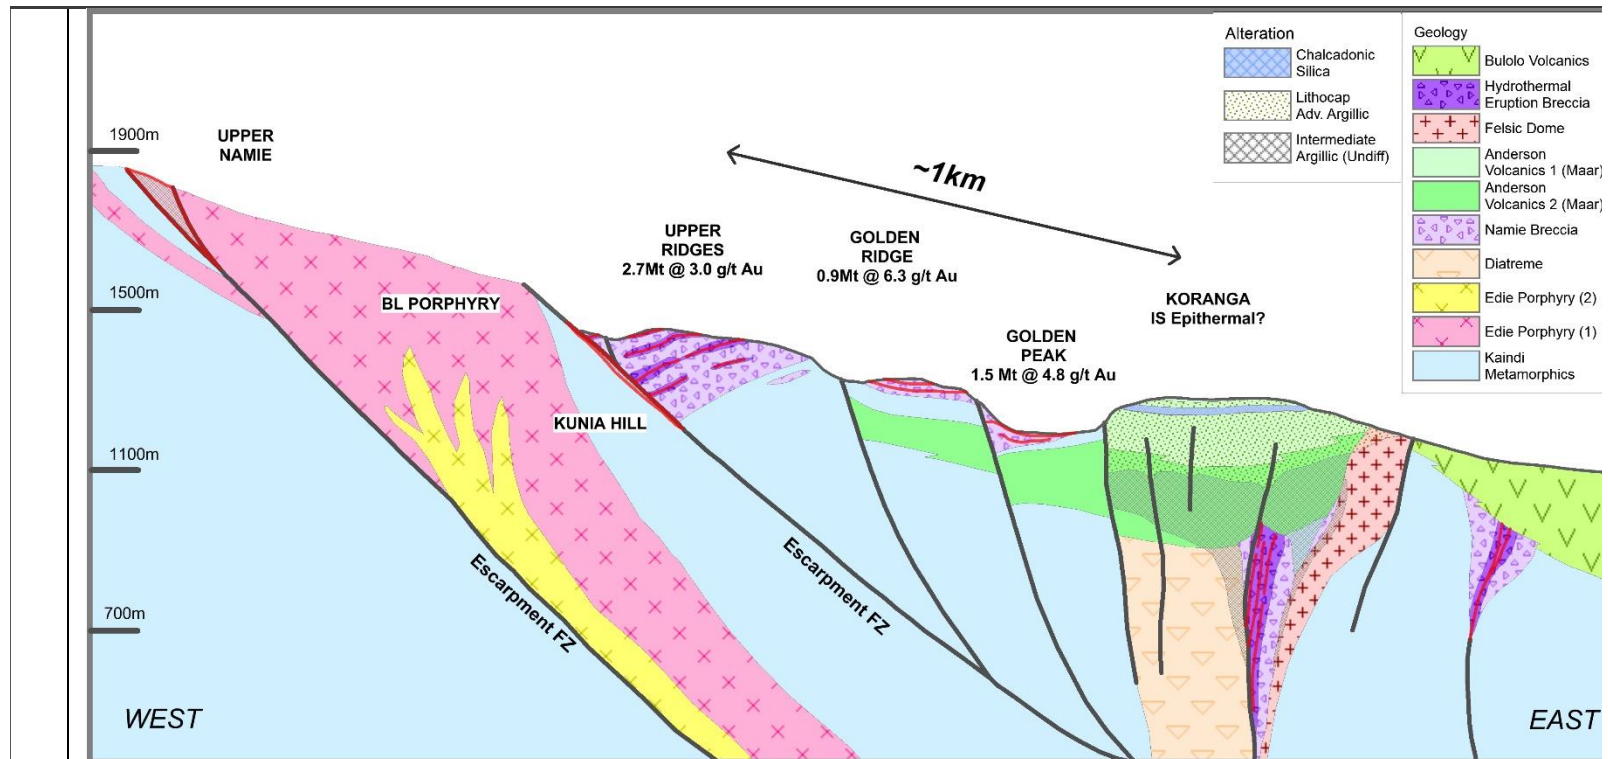 Alteration
Chalcadonic
Silica
Lithocap
Adv. Argillic
Intermediate
Argillic (Undiff)
Geology
Bulolo Volcanics
Hydrothermal
Eruption Breccia
Felsic Dome
Anderson
Volcanics 1 (Maar)
Anderson
Volcanics 2 (Maar)
Namie Breccia
Diatreme
Edie Porphyry (2)
Edie Porphyry (1)
Kaindi
Metamorphics
1900m
1500m
1100m
700m
UPPER
NAMIE
~1km
UPPER
RIDGES
2.7Mt @ 3.0 g/t Au
GOLDEN
RIDGE
0.9Mt @ 6.3 g/t Au
BL PORPHYRY
KORANGA
IS Epithermal?
GOLDEN
PEAK
1.5 Mt @ 4.8 g/t Au
KUNIA HILL
Escarpment FZ
Escarpment FZ
WEST
EAST